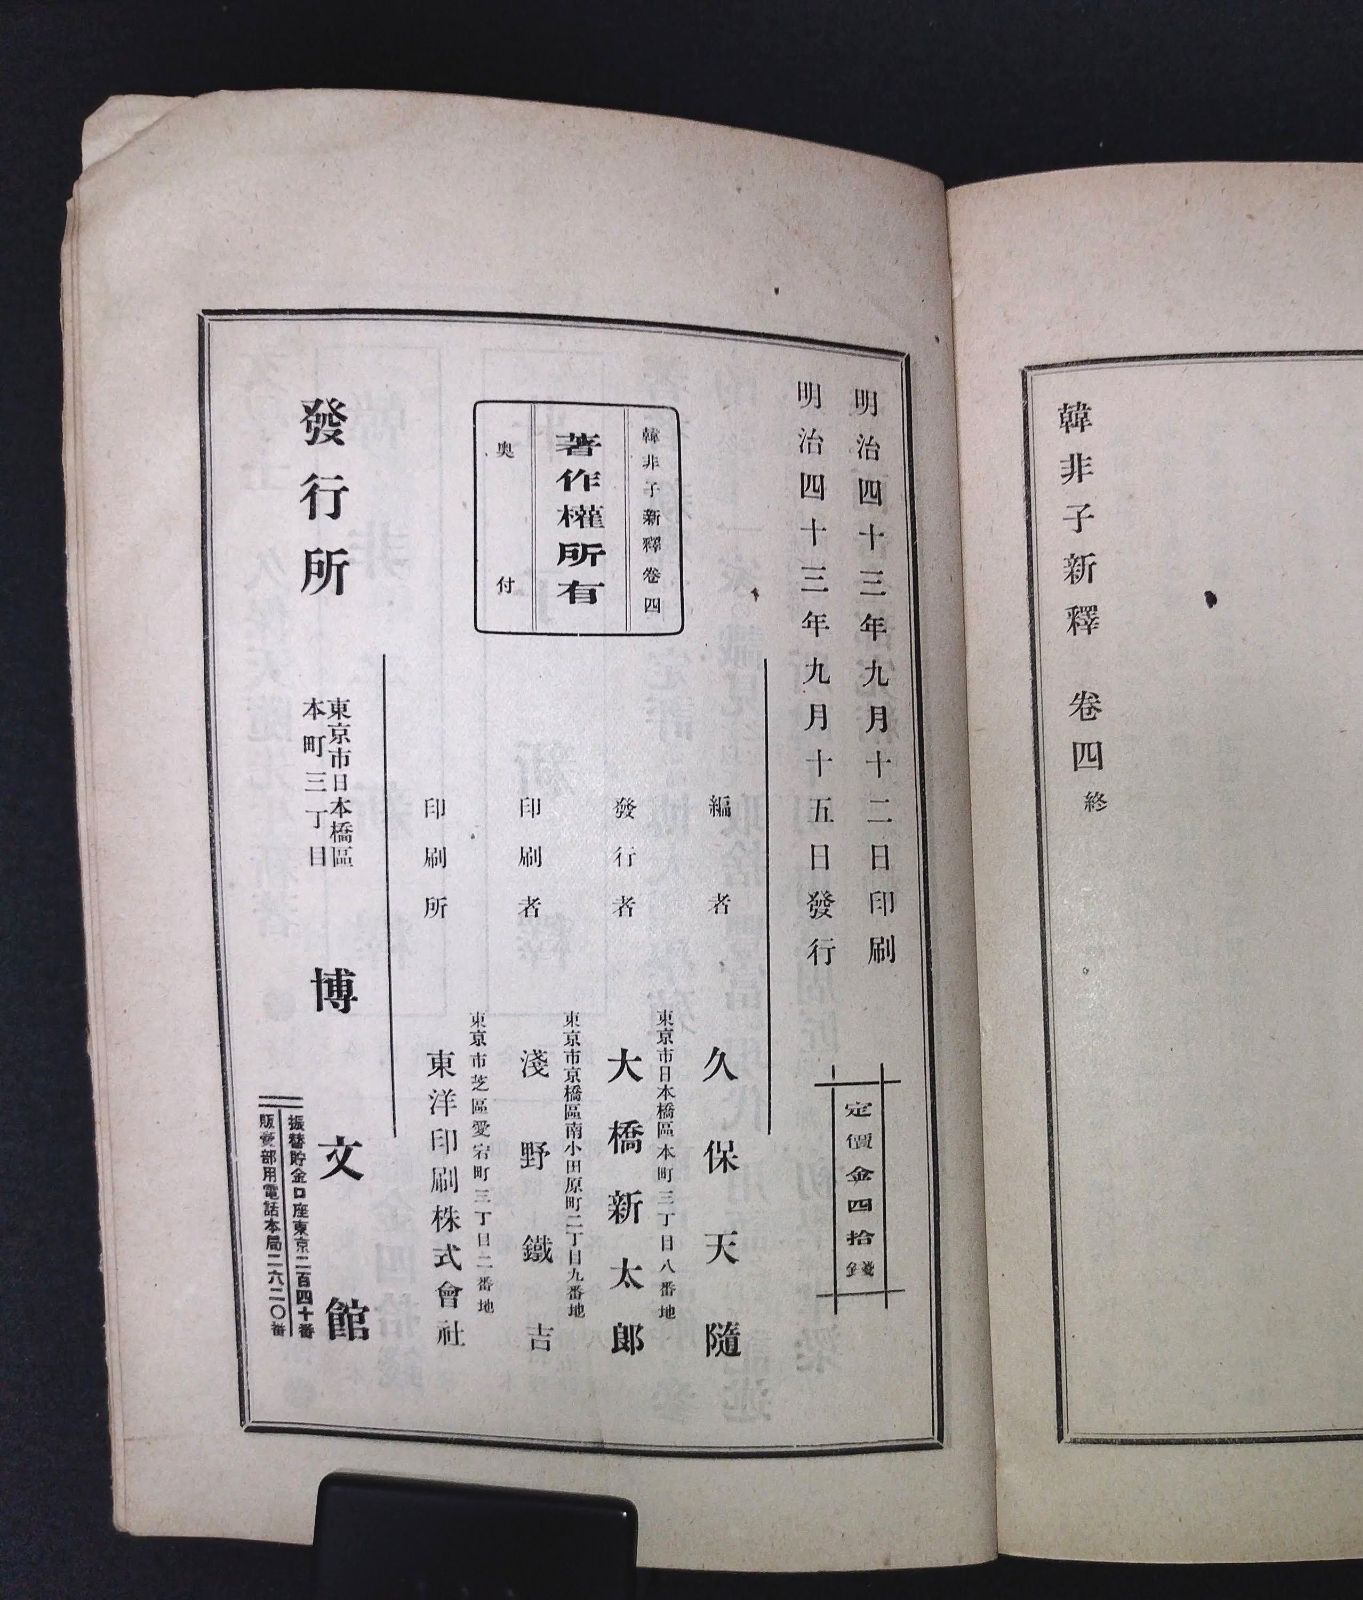 韓非子新釋　卷四終
明治四十三年九月十二日印刷
明治四十三年九月十五日發行
定價金四拾錢
韓非子新釋卷四
著作權所有
奥付
編者
久保天隨
發行者
東京市日本橋區本町三丁目八番地
大橋新太郎
印刷者
東京市京橋區南小田原町二丁目九番地
淺野鐵吉
印刷所
東京市芝區愛宕町三丁目二番地
東洋印刷株式會社
發行所
東京市日本橋區
本町三丁目
博文館
振替貯金口座東京二百四十番
販賣部用電話本局二六二〇番